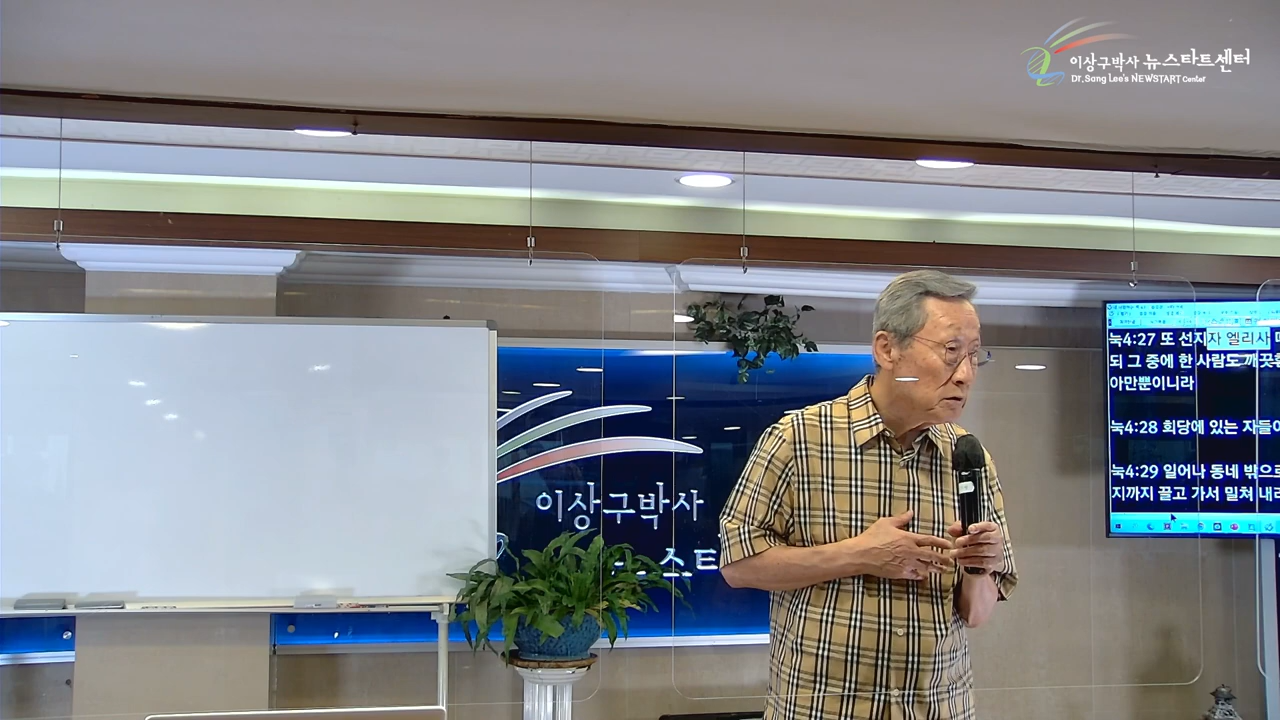 이상구박사 뉴스타트센터
Dr. Sang Lee's NEWSTART Center
눅4:27 또 선지자 엘리사
되 그 중에 한 사람도 깨끗
아만뿐이니라
눅4:28 회당에 있는 자들이
눅4:29 일어나 동네 밖으로
지까지 끌고 가서 밀쳐 내
이상구박사
스타